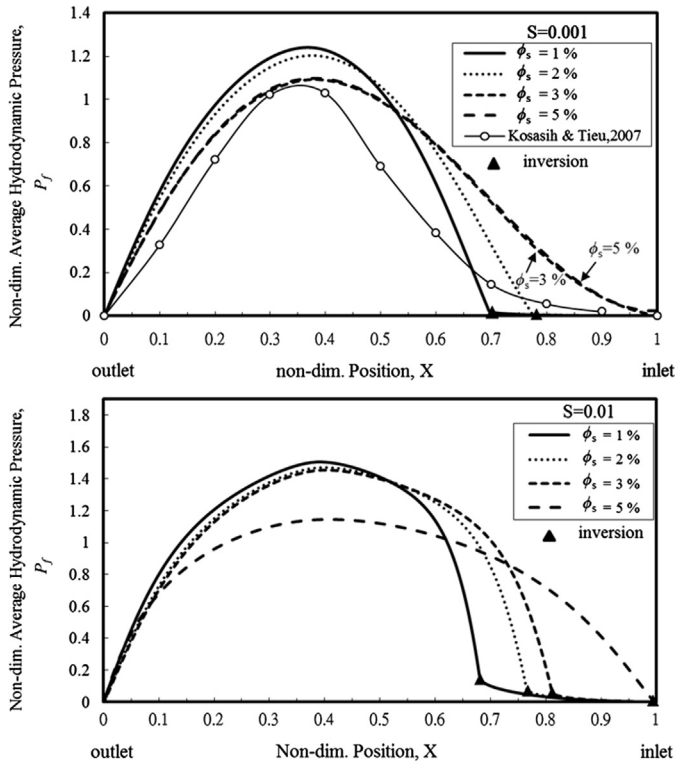 S=0.001
ϕs = 1 %
ϕs = 2 %
ϕs = 3 %
ϕs = 5 %
Kosasih & Tieu,2007
inversion
1.4
1.2
1
0.8
0.6
0.4
0.2
0
Non-dim. Average Hydrodynamic Pressure,
Pf
ϕs=5 %
ϕs=3 %
0 0.1 0.2 0.3 0.4 0.5 0.6 0.7 0.8 0.9 1
outlet non-dim. Position, X inlet
S=0.01
ϕs = 1 %
ϕs = 2 %
ϕs = 3 %
ϕs = 5 %
inversion
1.8
1.6
1.4
1.2
1
0.8
0.6
0.4
0.2
0
Non-dim. Average Hydrodynamic Pressure,
Pf
0 0.1 0.2 0.3 0.4 0.5 0.6 0.7 0.8 0.9 1
outlet Non-dim. Position, X inlet